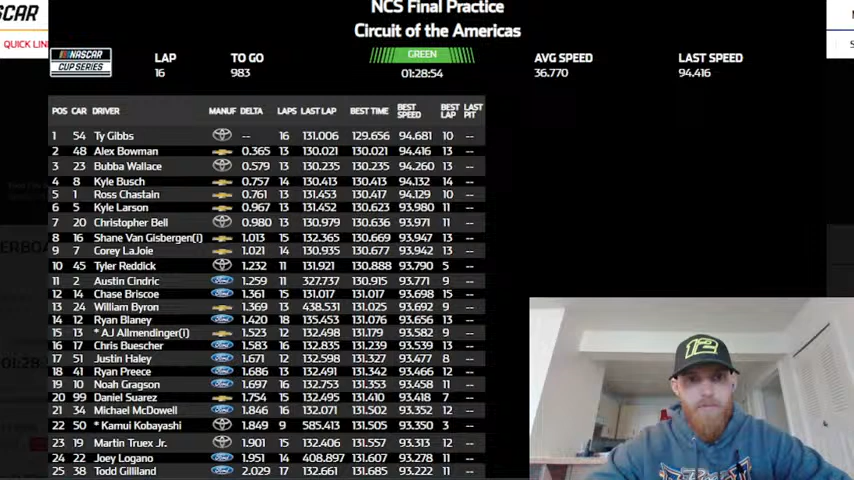 SCAR
QUICK LIN
NCS Final Practice
Circuit of the Americas
NASCAR
CUP SERIES
LAP
16
TO GO
983
GREEN
01:28:54
AVG SPEED
36.770
LAST SPEED
94.416
POS CAR DRIVER MANUF DELTA LAPS LAST LAP BEST TIME BEST SPEED BEST LAP LAST PIT
1 54 Ty Gibbs -- 16 131.006 129.656 94.681 10 --
2 48 Alex Bowman 0.365 13 130.021 130.021 94.416 13 --
3 23 Bubba Wallace 0.579 13 130.235 130.235 94.260 13 --
4 8 Kyle Busch 0.757 14 130.413 130.413 94.132 14 --
5 1 Ross Chastain 0.761 13 131.453 130.417 94.129 10 --
6 5 Kyle Larson 0.967 13 131.452 130.623 93.980 11 --
7 20 Christopher Bell 0.980 13 130.979 130.636 93.971 11 --
8 16 Shane Van Gisbergen(i) 1.013 15 132.365 130.669 93.947 13 --
9 7 Corey LaJoie 1.021 14 130.935 130.677 93.942 13 --
10 45 Tyler Reddick 1.232 11 131.921 130.888 93.790 5 --
11 2 Austin Cindric 1.259 11 327.737 130.915 93.771 9 --
12 14 Chase Briscoe 1.361 15 131.017 131.017 93.698 15 --
13 24 William Byron 1.369 13 438.531 131.025 93.692 9 --
14 12 Ryan Blaney 1.420 18 135.453 131.076 93.656 13 --
15 13 * AJ Allmendinger(i) 1.523 12 132.498 131.179 93.582 9 --
16 17 Chris Buescher 1.583 16 132.835 131.239 93.539 13 --
17 51 Justin Haley 1.671 12 132.598 131.327 93.477 8 --
18 41 Ryan Preece 1.686 13 132.491 131.342 93.466 12 --
19 10 Noah Gragson 1.697 16 132.753 131.353 93.458 11 --
20 99 Daniel Suarez 1.754 12 132.495 131.410 93.418 7 --
21 34 Michael McDowell 1.846 16 132.071 131.502 93.352 12 --
22 50 * Kamui Kobayashi 1.849 9 585.413 131.505 93.350 3 --
23 19 Martin Truex Jr. 1.901 15 132.406 131.557 93.313 12 --
24 22 Joey Logano 1.951 14 408.897 131.607 93.278 11 --
25 38 Todd Gilliland 2.029 17 132.661 131.685 93.222 11 --
12